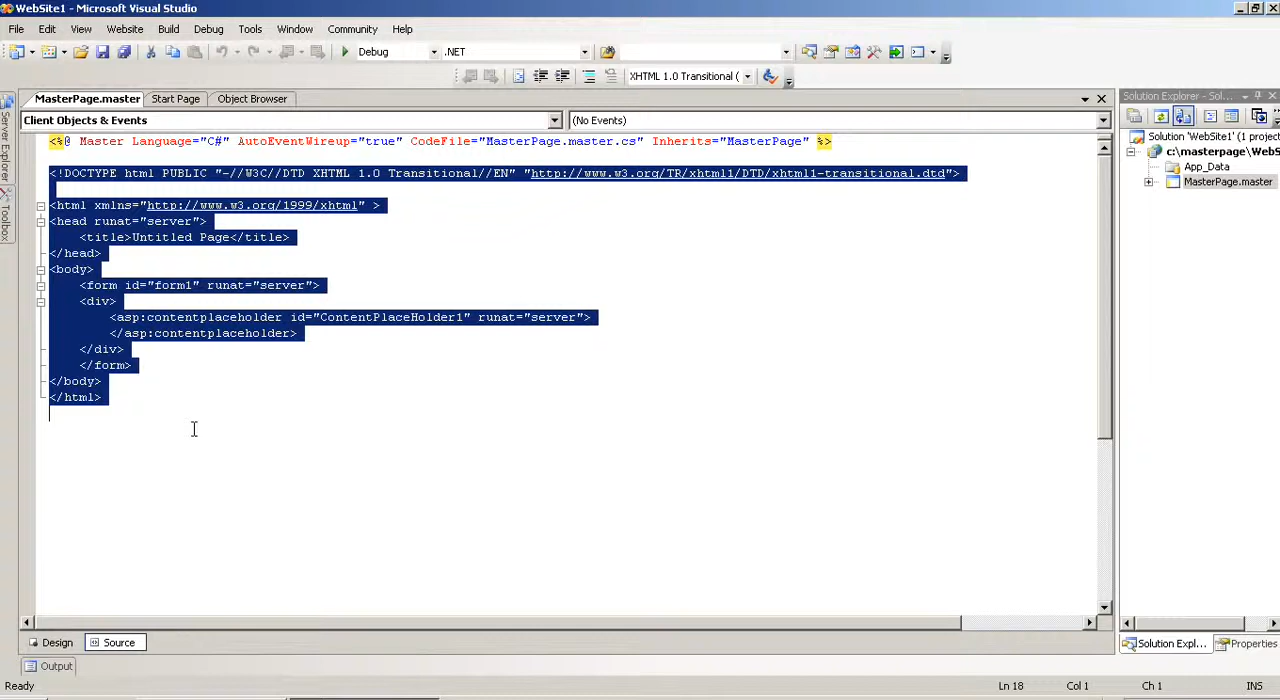 WebSite1 - Microsoft Visual Studio
File Edit View Website Build Debug Tools Window Community Help
Debug .NET
XHTML 1.0 Transitional (
MasterPage.master Start Page Object Browser
Solution Explorer - Sol...
Client Objects & Events (No Events)
<%@ Master Language="C#" AutoEventWireup="true" CodeFile="MasterPage.master.cs" Inherits="MasterPage" %>
<!DOCTYPE html PUBLIC "-//W3C//DTD XHTML 1.0 Transitional//EN" "http://www.w3.org/TR/xhtml1/DTD/xhtml1-transitional.dtd">
<html xmlns="http://www.w3.org/1999/xhtml" >
<head runat="server">
<title>Untitled Page</title>
</head>
<body>
<form id="form1" runat="server">
<div>
<asp:contentplaceholder id="ContentPlaceHolder1" runat="server">
</asp:contentplaceholder>
</div>
</form>
</body>
</html>
Server Explorer
Toolbox
Solution 'WebSite1' (1 project
c:\masterpage\WebS
App_Data
MasterPage.master
Design Source
Solution Expl... Properties
Output
Ready Ln 18 Col 1 Ch 1 INS